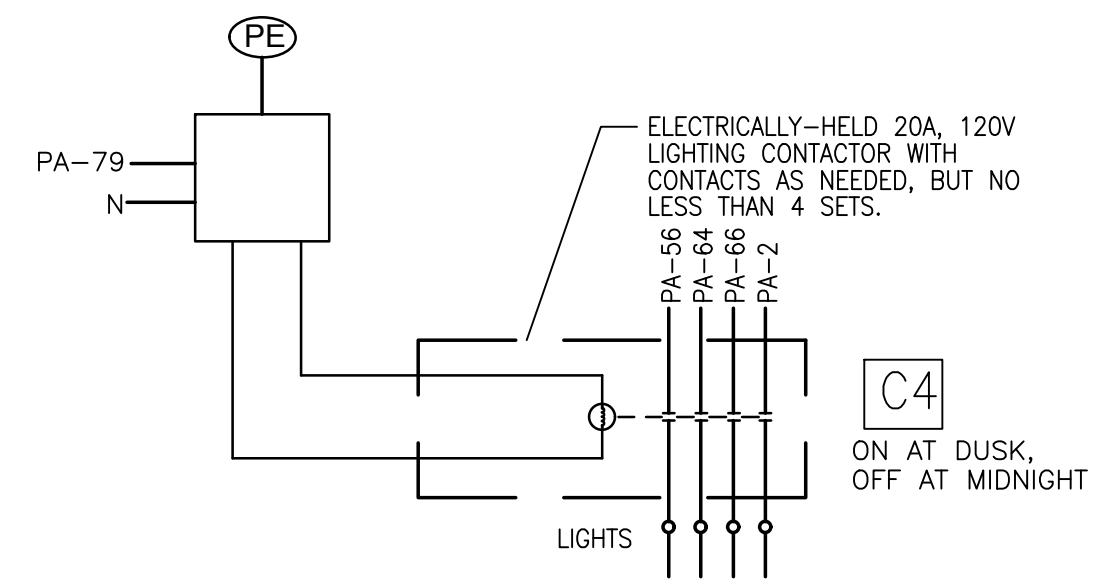 PE
PA-79
N
ELECTRICALLY-HELD 20A, 120V
LIGHTING CONTACTOR WITH
CONTACTS AS NEEDED, BUT NO
LESS THAN 4 SETS.
PA-56
PA-64
PA-66
PA-2
C4
ON AT DUSK,
OFF AT MIDNIGHT
LIGHTS